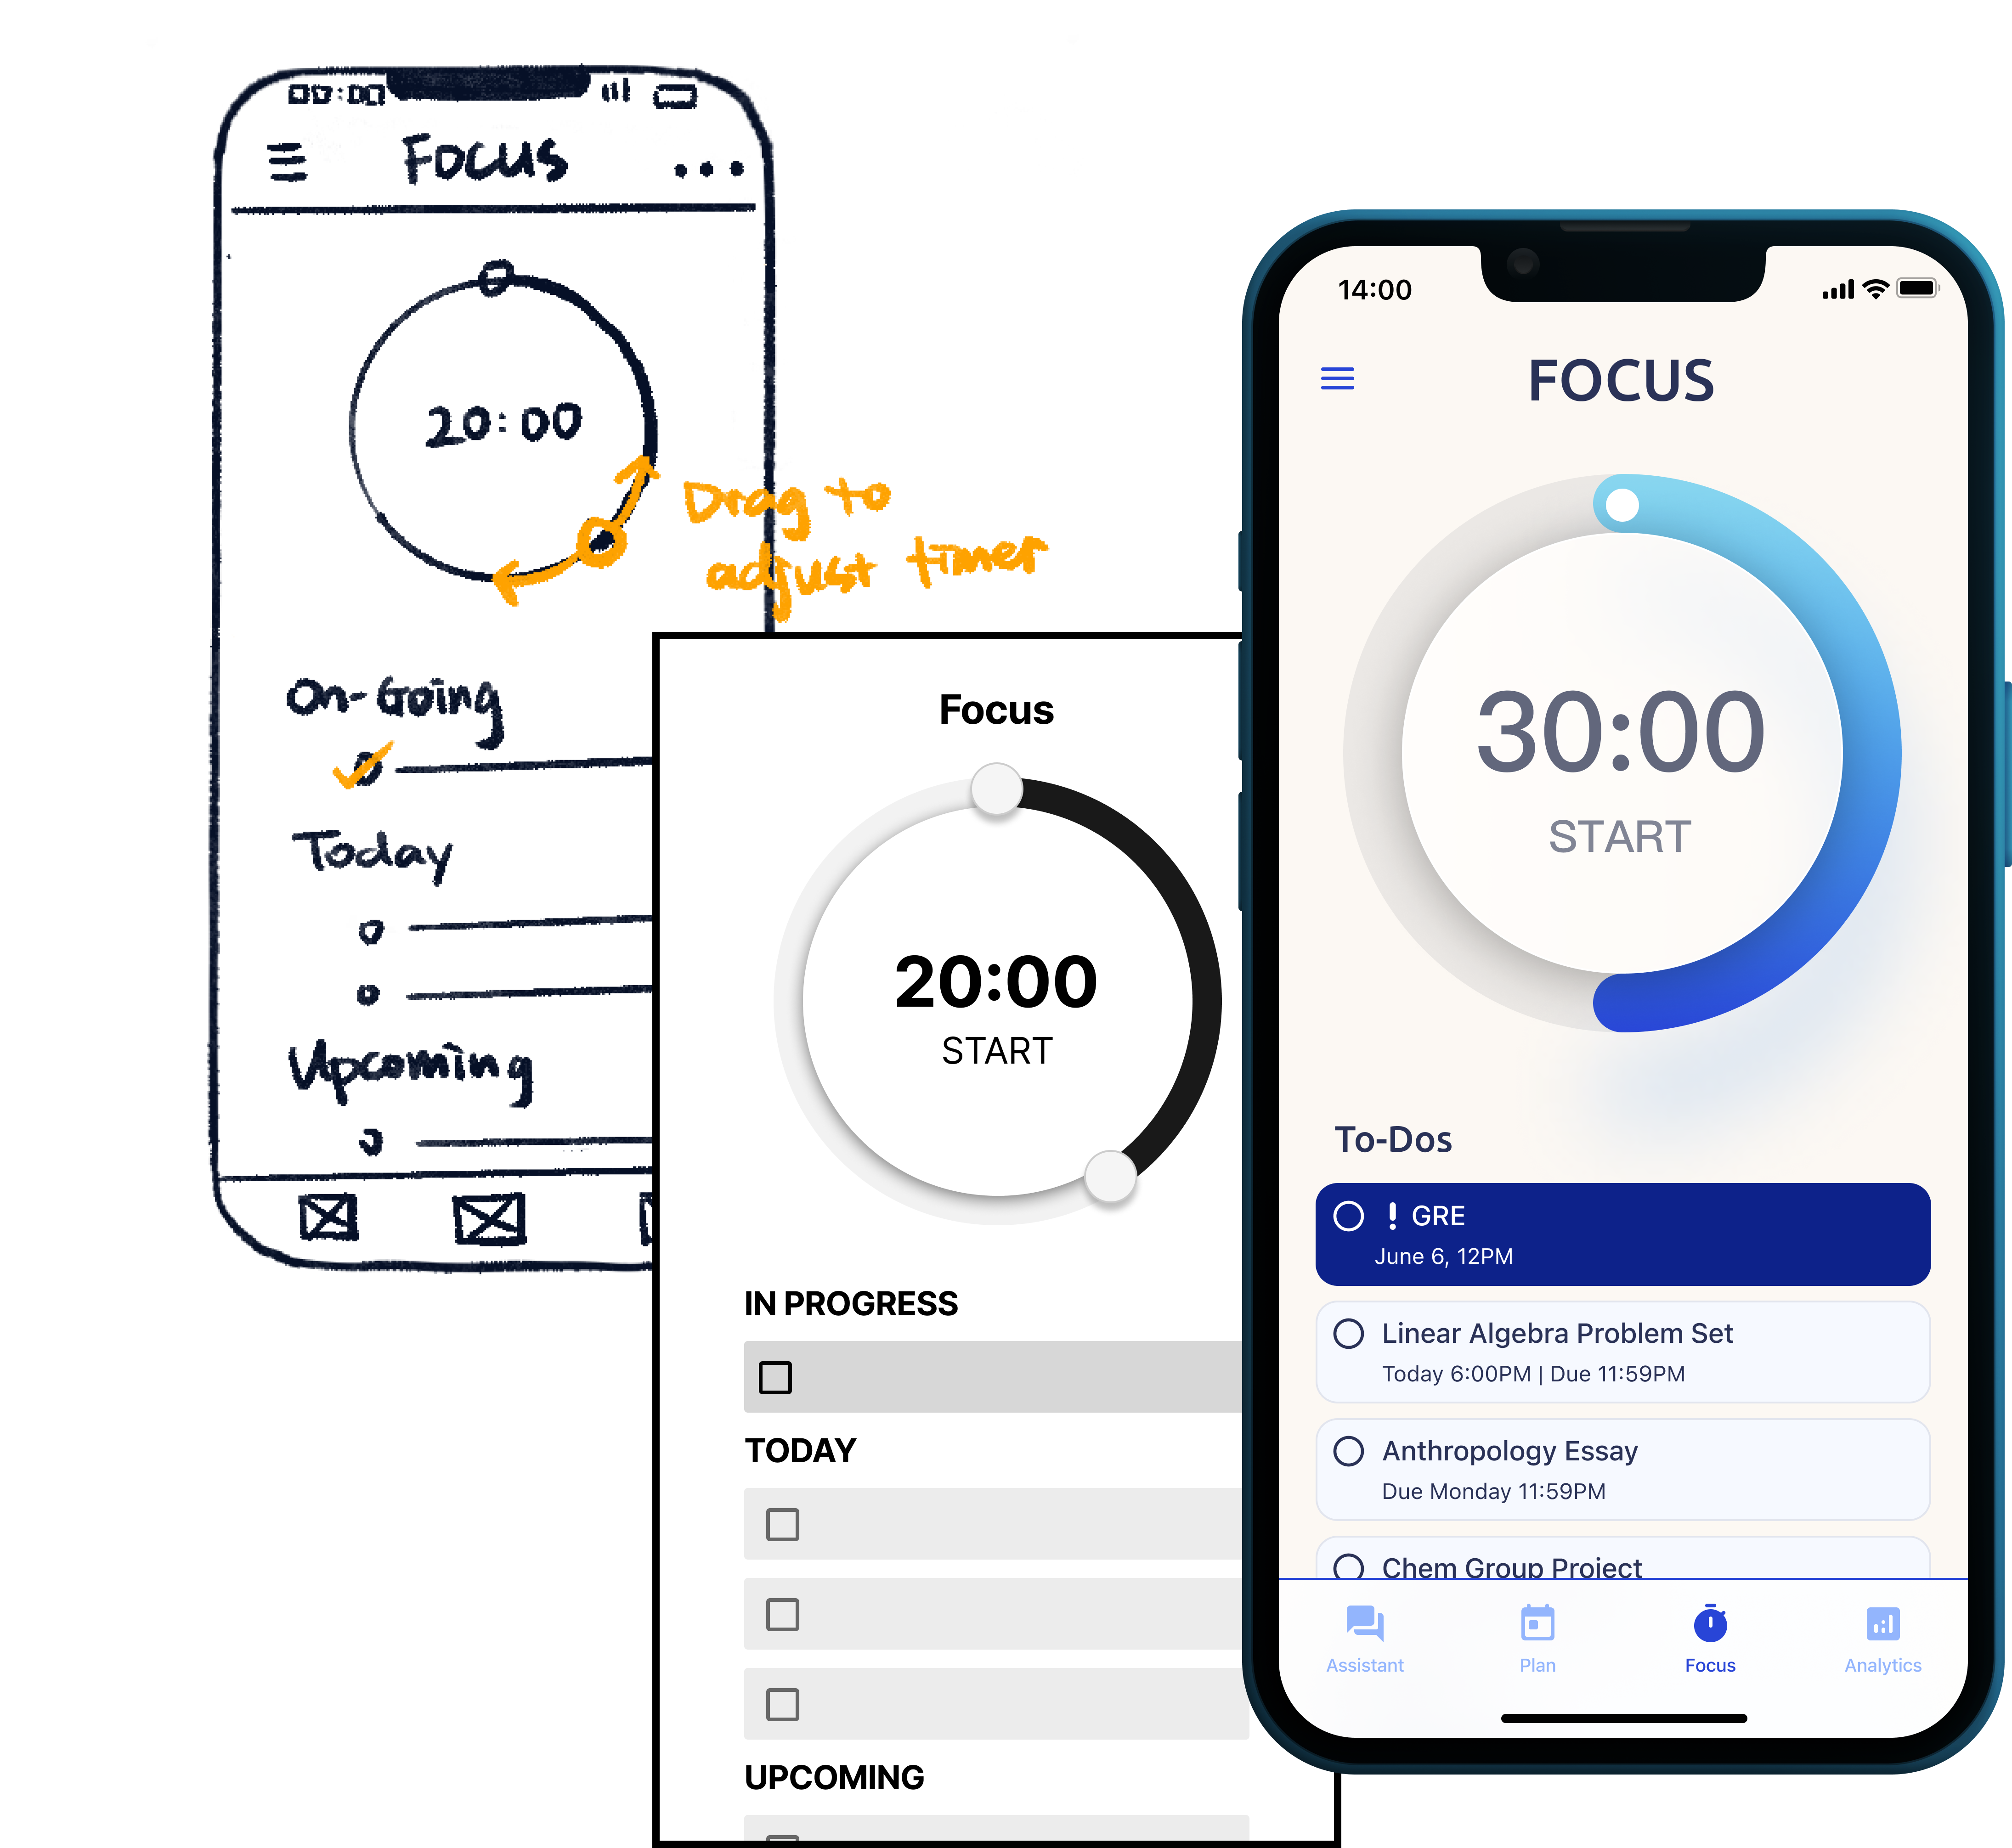 00:00
Focus
20:00
Drag to
adjust timer
On-Going
Today
Upcoming
Focus
20:00
START
IN PROGRESS
TODAY
UPCOMING
14:00
FOCUS
30:00
START
To-Dos
! GRE
June 6, 12PM
Linear Algebra Problem Set
Today 6:00PM | Due 11:59PM
Anthropology Essay
Due Monday 11:59PM
Chem Group Project
Assistant
Plan
Focus
Analytics